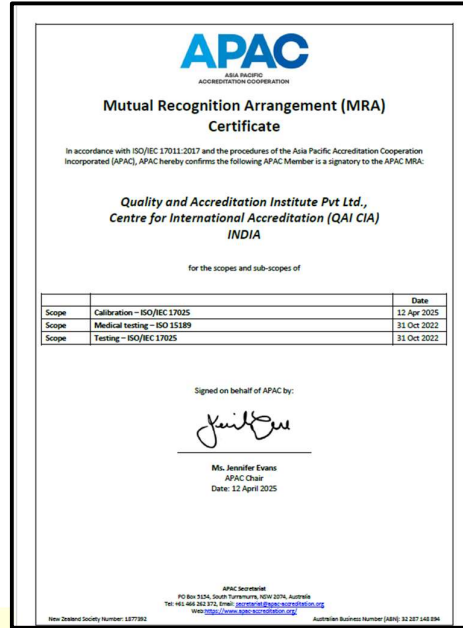 APAC
ASIA PACIFIC
ACCREDITATION COOPERATION
Mutual Recognition Arrangement (MRA)
Certificate
In accordance with ISO/IEC 17011:2017 and the procedures of the Asia Pacific Accreditation Cooperation
Incorporated (APAC), APAC hereby confirms the following APAC Member is a signatory to the APAC MRA:
Quality and Accreditation Institute Pvt Ltd.,
Centre for International Accreditation (QAI CIA)
INDIA
for the scopes and sub-scopes of
Date
Scope Calibration – ISO/IEC 17025 12 Apr 2025
Scope Medical testing – ISO 15189 31 Oct 2022
Scope Testing – ISO/IEC 17025 31 Oct 2022
Signed on behalf of APAC by:
Ms. Jennifer Evans
APAC Chair
Date: 12 April 2025
APAC Secretariat
PO Box 5154, South Turramurra, NSW 2074, Australia
Tel: +61 466 262 372, Email: secretariat@apac-accreditation.org
Web https://www.apac-accreditation.org/
New Zealand Society Number: 1877392 Australian Business Number (ABN): 32 287 148 894